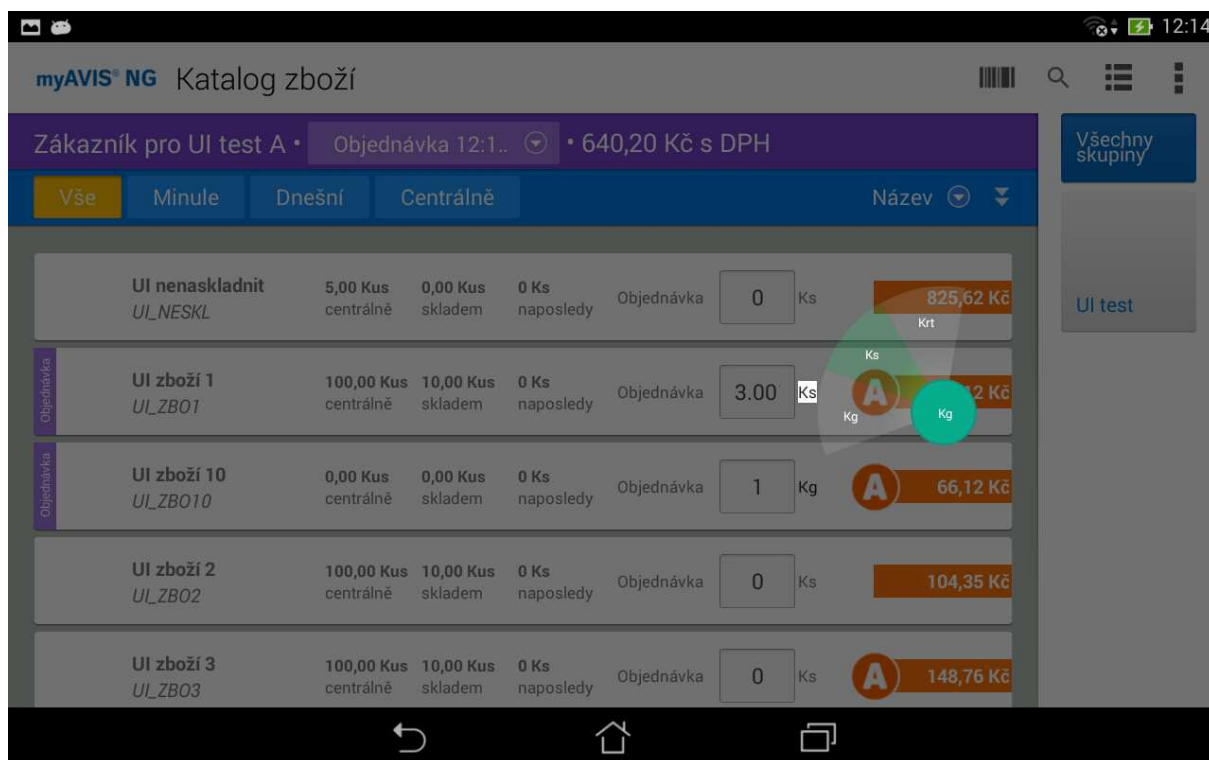 12:14
myAVIS® NG Katalog zboží
Zákazník pro UI test A • Objednávka 12:1.. • 640,20 Kč s DPH
Všechny
skupiny
Vše Minule Dnešní Centrálně Název
UI test
UI nenaskladnit 5,00 Kus 0,00 Kus 0 Ks Objednávka 0 Ks 825,62 Kč
UI_NESKL centrálně skladem naposledy
Krt
Ks
Objednávka
UI zboží 1 100,00 Kus 10,00 Kus 0 Ks Objednávka 3.00 Ks A 12 Kč
UI_ZBO1 centrálně skladem naposledy
Kg Kg
Objednávka
UI zboží 10 0,00 Kus 0,00 Kus 0 Ks Objednávka 1 Kg A 66,12 Kč
UI_ZBO10 centrálně skladem naposledy
UI zboží 2 100,00 Kus 10,00 Kus 0 Ks Objednávka 0 Ks 104,35 Kč
UI_ZBO2 centrálně skladem naposledy
UI zboží 3 100,00 Kus 10,00 Kus 0 Ks Objednávka 0 Ks A 148,76 Kč
UI_ZBO3 centrálně skladem naposledy